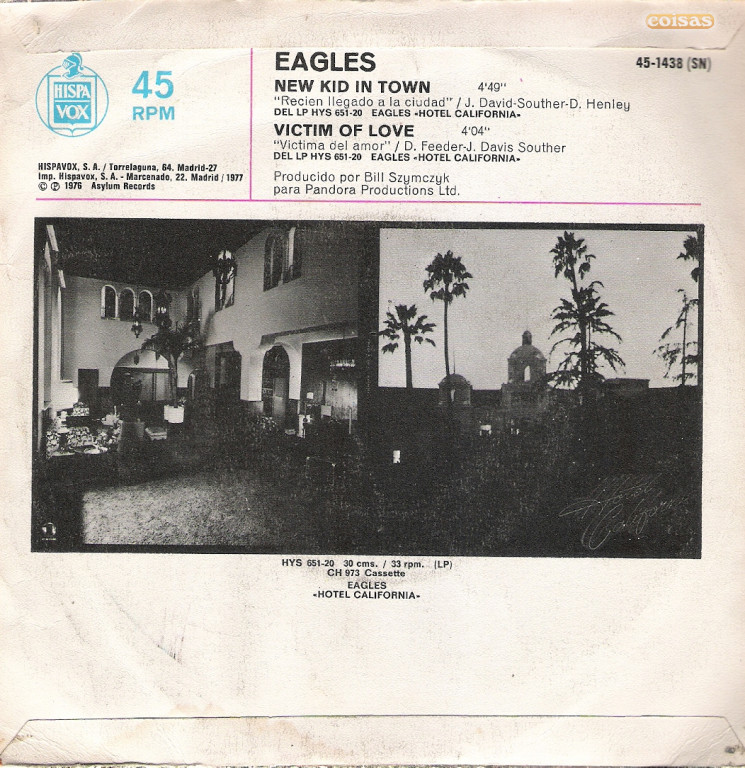 coisas
HISPA
VOX
45
RPM
EAGLES
45-1438 (SN)
NEW KID IN TOWN 4'49"
"Recien llegado a la ciudad" / J. David-Souther-D. Henley
DEL LP HYS 651-20 EAGLES «HOTEL CALIFORNIA»
VICTIM OF LOVE 4'04"
"Victima del amor" / D. Feeder-J. Davis Souther
DEL LP HYS 651-20 EAGLES «HOTEL CALIFORNIA»
HISPAVOX, S. A. / Torrelaguna, 64. Madrid-27
Imp. Hispavox, S. A. - Marcenado, 22. Madrid / 1977
© ℗ 1976 Asylum Records
Producido por Bill Szymczyk
para Pandora Productions Ltd.
Hotel
California
HYS 651-20 30 cms. / 33 rpm. (LP)
CH 973 Cassette
EAGLES
«HOTEL CALIFORNIA»